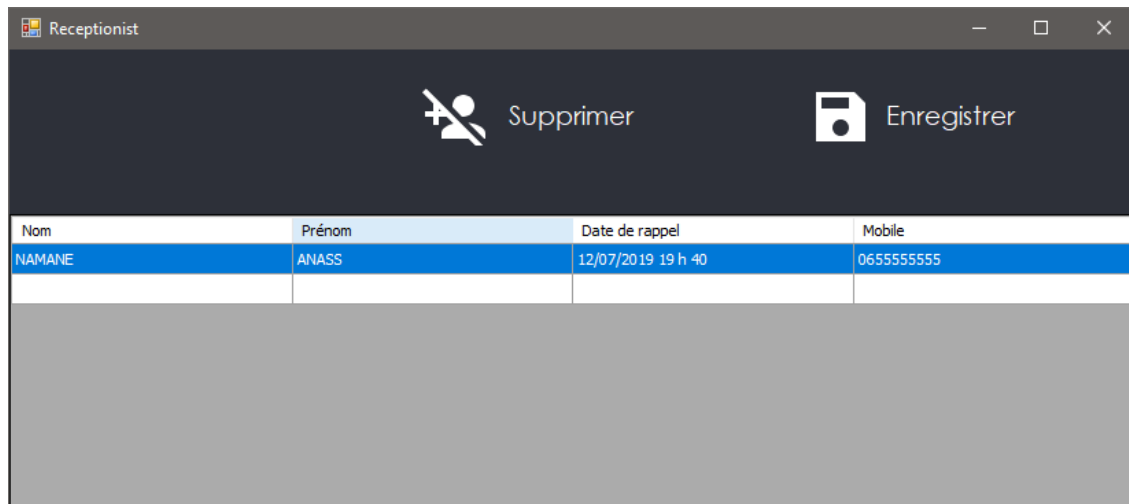 Receptionist
Supprimer Enregistrer
Nom Prénom Date de rappel Mobile
NAMANE ANASS 12/07/2019 19 h 40 0655555555